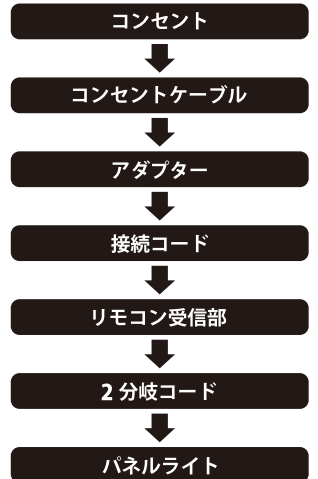 コンセント
コンセントケーブル
アダプター
接続コード
リモコン受信部
2 分岐コード
パネルライト